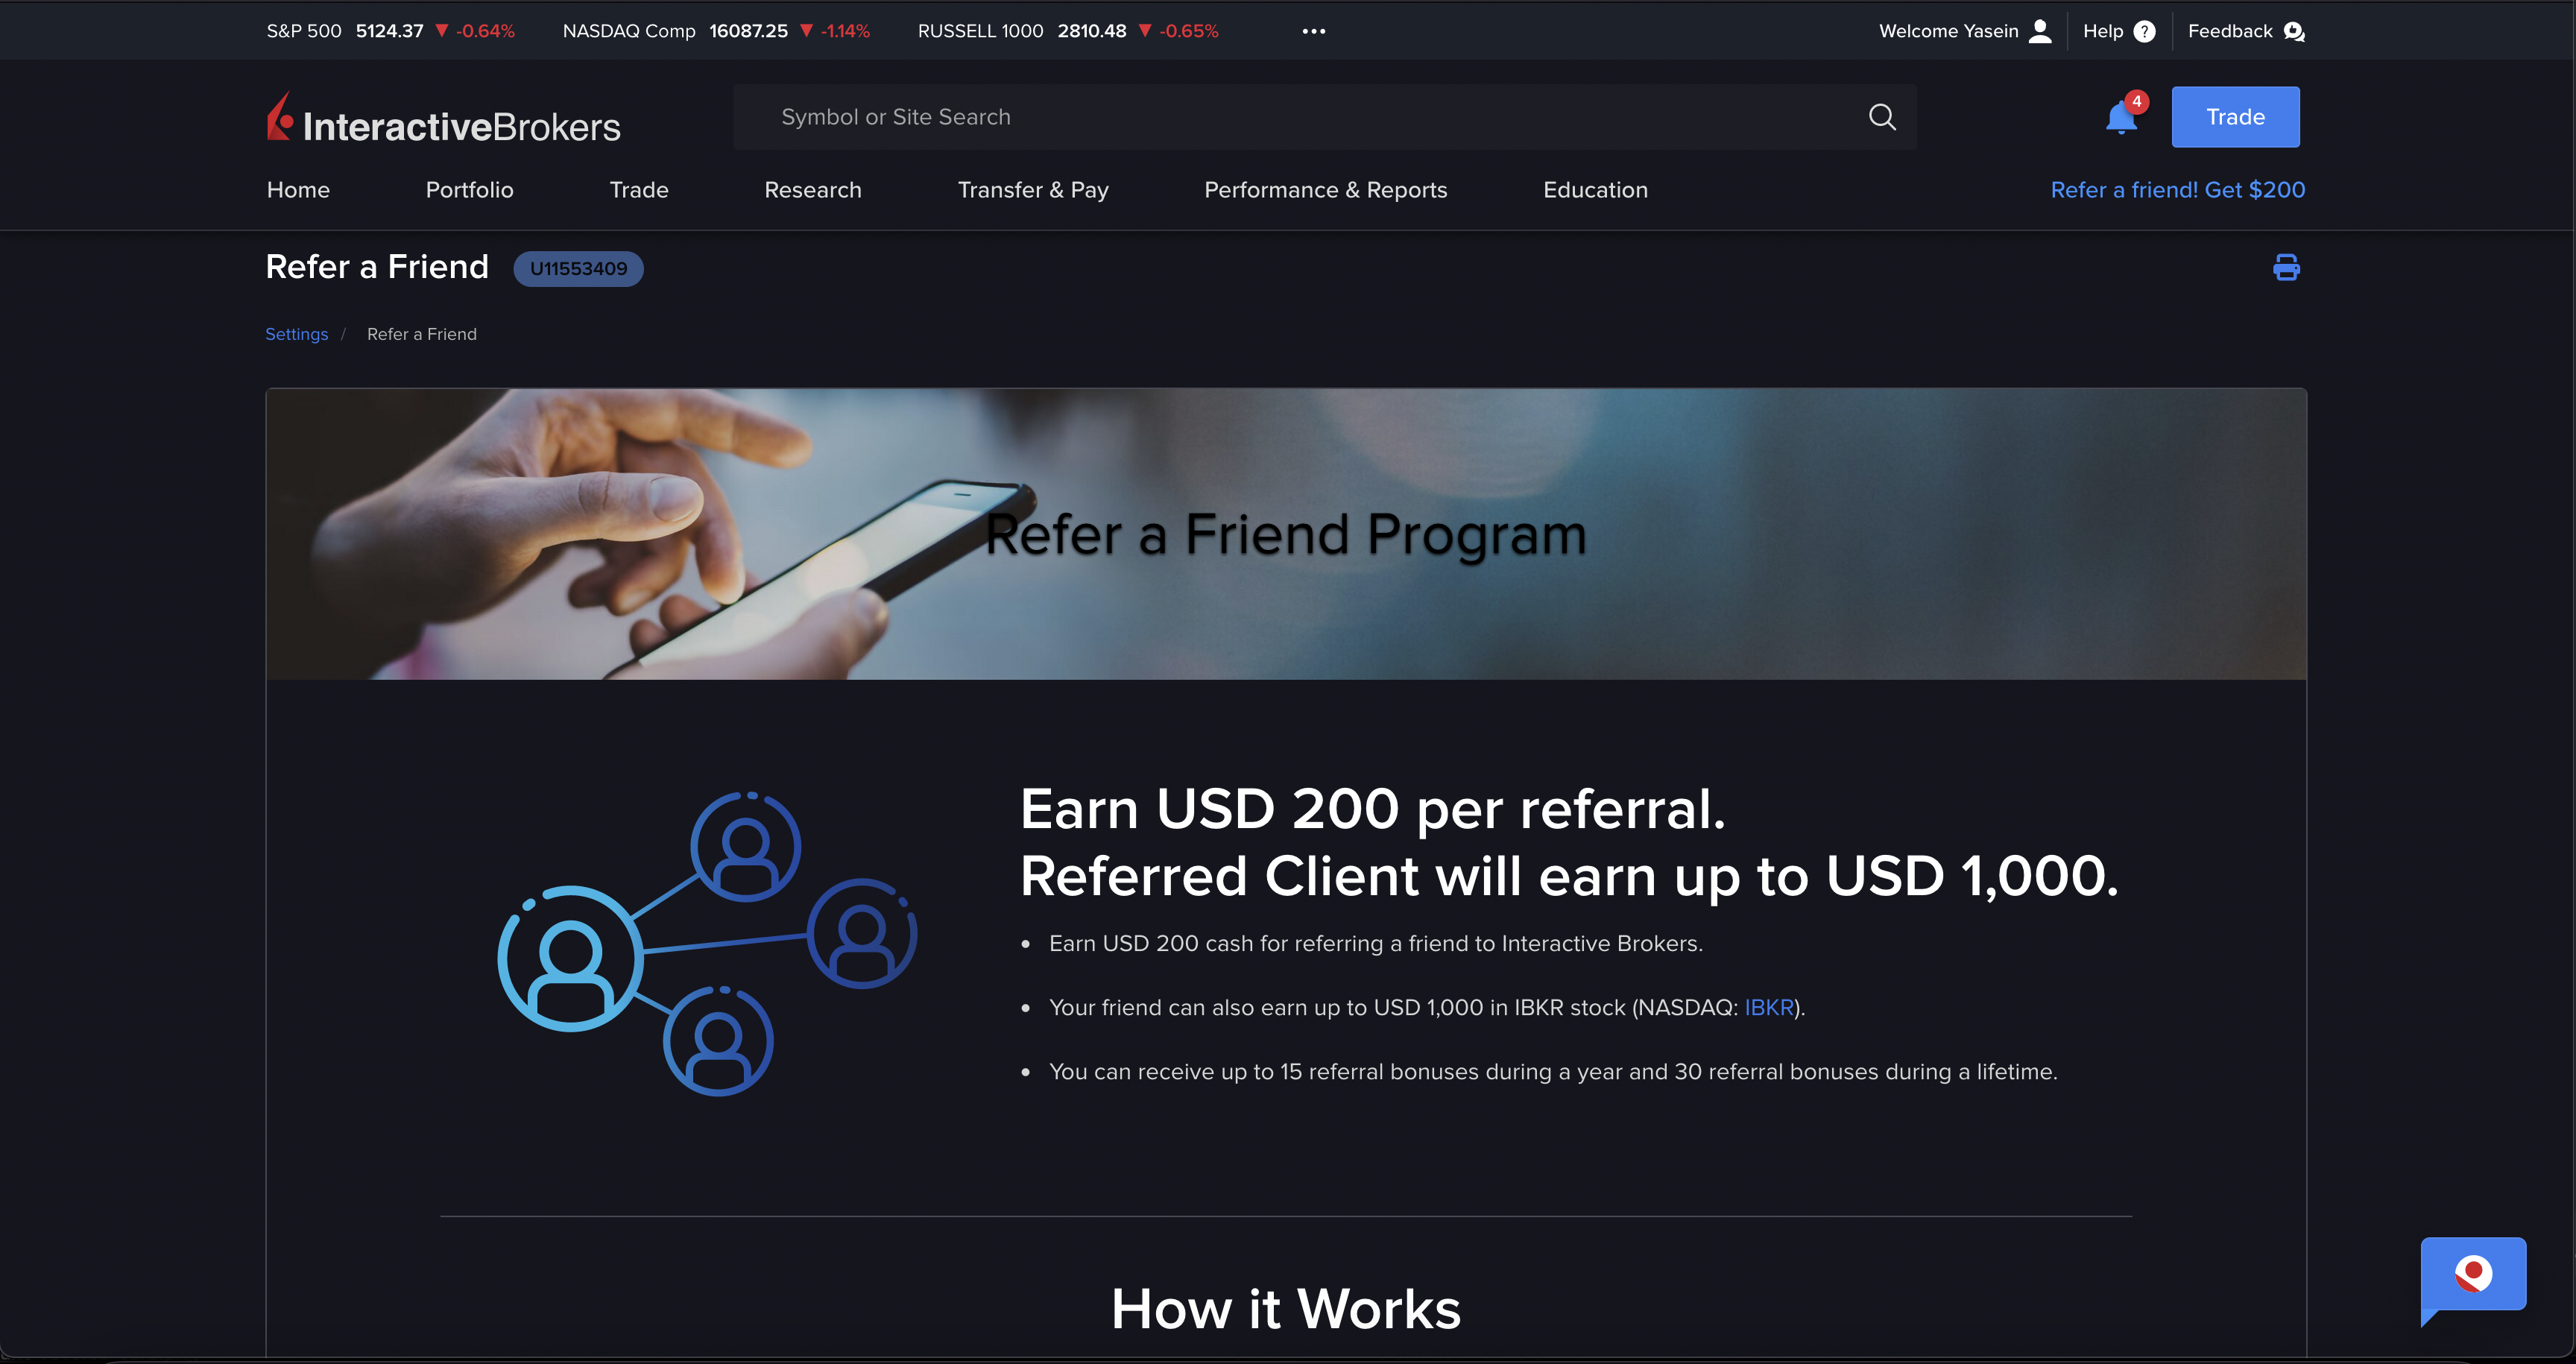 S&P 500 5124.37 ▼ -0.64% NASDAQ Comp 16087.25 ▼ -1.14% RUSSELL 1000 2810.48 ▼ -0.65% ••• Welcome Yasein Help ? Feedback
InteractiveBrokers Symbol or Site Search 4 Trade
Home Portfolio Trade Research Transfer & Pay Performance & Reports Education Refer a friend! Get $200
Refer a Friend U11553409
Settings / Refer a Friend
Refer a Friend Program
Earn USD 200 per referral.
Referred Client will earn up to USD 1,000.
• Earn USD 200 cash for referring a friend to Interactive Brokers.
• Your friend can also earn up to USD 1,000 in IBKR stock (NASDAQ: IBKR).
• You can receive up to 15 referral bonuses during a year and 30 referral bonuses during a lifetime.
How it Works